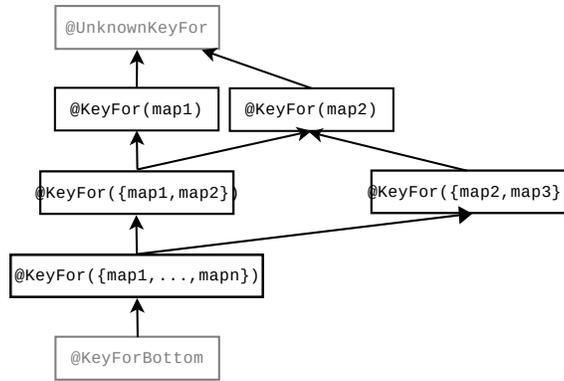 @UnknownKeyFor
@KeyFor(map1)
@KeyFor(map2)
@KeyFor({map1,map2})
@KeyFor({map2,map3}
@KeyFor({map1,...,mapn})
@KeyForBottom